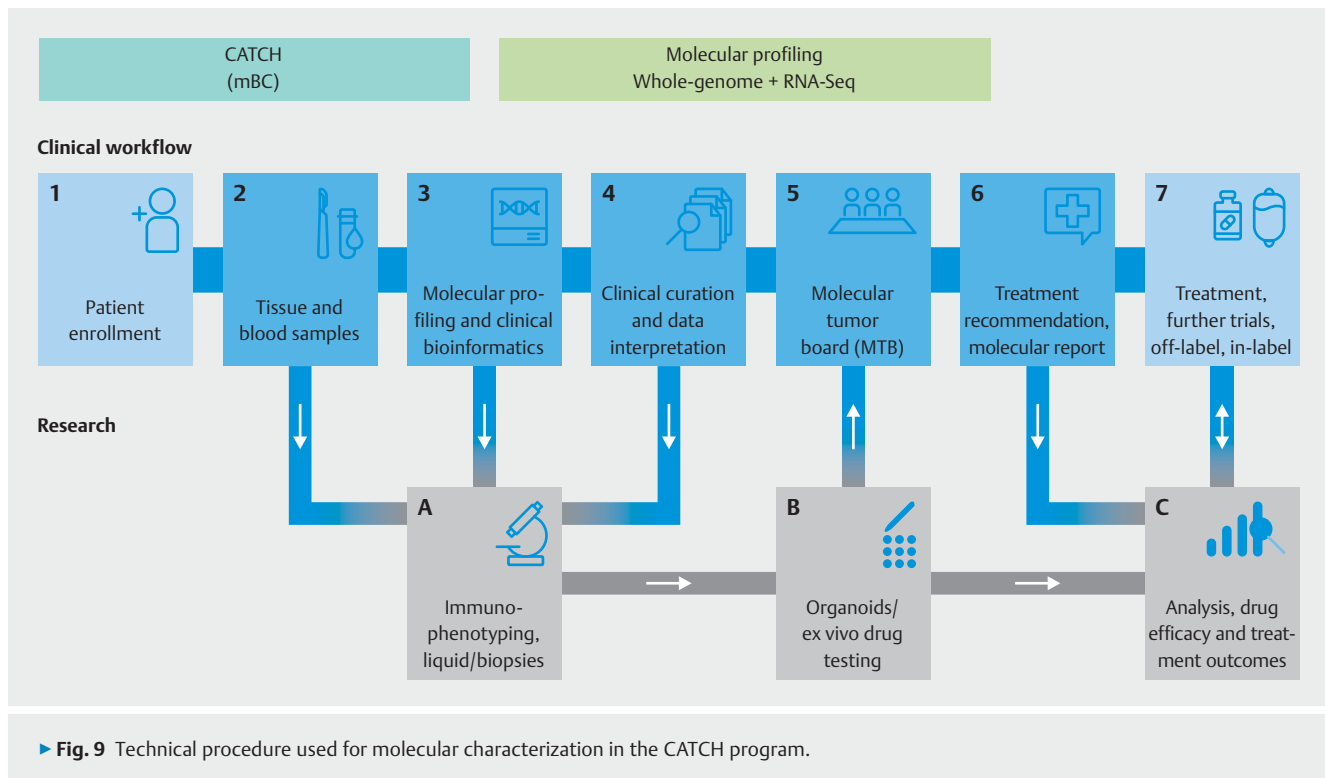 CATCH
(mBC)
Molecular profiling
Whole-genome + RNA-Seq
Clinical workflow
1
Patient
enrollment
2
Tissue and
blood samples
3
Molecular pro-
filing and clinical
bioinformatics
4
Clinical curation
and data
interpretation
5
Molecular
tumor
board (MTB)
6
Treatment
recommendation,
molecular report
7
Treatment,
further trials,
off-label, in-label
Research
A
Immuno-
phenotyping,
liquid/biopsies
B
Organoids/
ex vivo drug
testing
C
Analysis, drug
efficacy and treat-
ment outcomes
▶ Fig. 9 Technical procedure used for molecular characterization in the CATCH program.